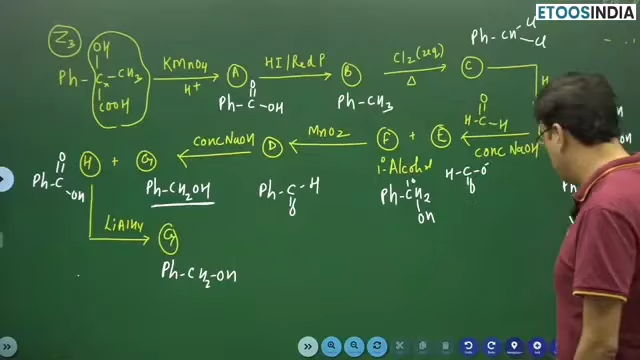 ETOOSINDIA
Z3
OH
Ph - C* - CH3
COOH
KMnO4
H+
A
HI/Red P
B
Cl2 (2eq)
Δ
C
Ph - CH
Cl
Cl
O
Ph - C - OH
Ph - CH3
O
H - C - H
conc NaOH
E
+
F
MnO2
D
conc NaOH
G
+
H
1° Alcohol
H - C - O-
O
Ph - CH2
OH
Ph - C - H
O
Ph - CH2OH
O
Ph - C
OH
LiAlH4
G
Ph - CH2 - OH